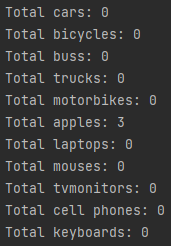 Total cars: 0
Total bicycles: 0
Total buss: 0
Total trucks: 0
Total motorbikes: 0
Total apples: 3
Total laptops: 0
Total mouses: 0
Total tvmonitors: 0
Total cell phones: 0
Total keyboards: 0